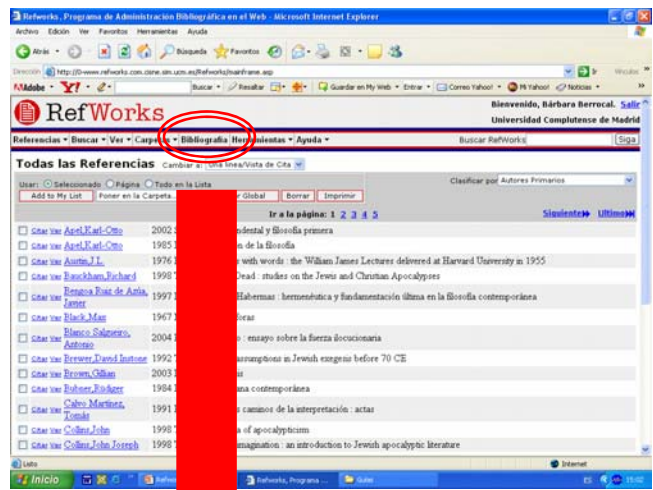 Refworks, Programa de Administración Bibliográfica en el Web - Microsoft Internet Explorer
Archivo Edición Ver Favoritos Herramientas Ayuda
Atrás Búsqueda Favoritos
Dirección http://0-www.refworks.com.cisne.sim.ucm.es/Refworks/mainframe.asp Ir Vínculos
Adobe Y! Buscar Resaltar Guardar en My Web Entrar Correo Yahoo! Mi Yahoo! Noticias
RefWorks
Bienvenido, Bárbara Berrocal. Salir
Universidad Complutense de Madrid
Referencias Buscar Ver Carpetas Bibliografía Herramientas Ayuda Buscar RefWorks Siga
Todas las Referencias Cambiar a: Una línea/Vista de Cita
Usar: Seleccionado Página Todo en la Lista Clasificar por Autores Primarios
Add to My List Poner en la Carpeta... Global Borrar Imprimir
Ir a la página: 1 2 3 4 5 Siguiente Ultimo
Citar Ver Apel,Karl-Otto 2002 filosofía primera
Citar Ver Apel,Karl-Otto 1985 de la filosofía
Citar Ver Austin,J.L. 1976 with words : the William James Lectures delivered at Harvard University in 1955
Citar Ver Bauckham,Richard 1998 Dead : studies on the Jewis and Christian Apocalypses
Citar Ver Bengoa Ruiz de Azúa, Javier 1997 Habermas : hermenéutica y fundamentación última en la filosofía contemporánea
Citar Ver Black,Max 1967
Citar Ver Blanco Salgueiro, Antonio 2004 : ensayo sobre la fuerza ilocucionaria
Citar Ver Brewer,David Instone 1992 assumptions in Jewish exegesis before 70 CE
Citar Ver Brown,Gillian 2003
Citar Ver Bubner,Rüdiger 1984 contemporánea
Citar Ver Calvo Martínez, Tomás 1991 caminos de la interpretación : actas
Citar Ver Collins,John 1998 of apocalypticism
Citar Ver Collins,John Joseph 1998 imagination : an introduction to Jewish apocalyptic literature
Listo Internet
Inicio Refworks, Programa ... Guías ES 15:02